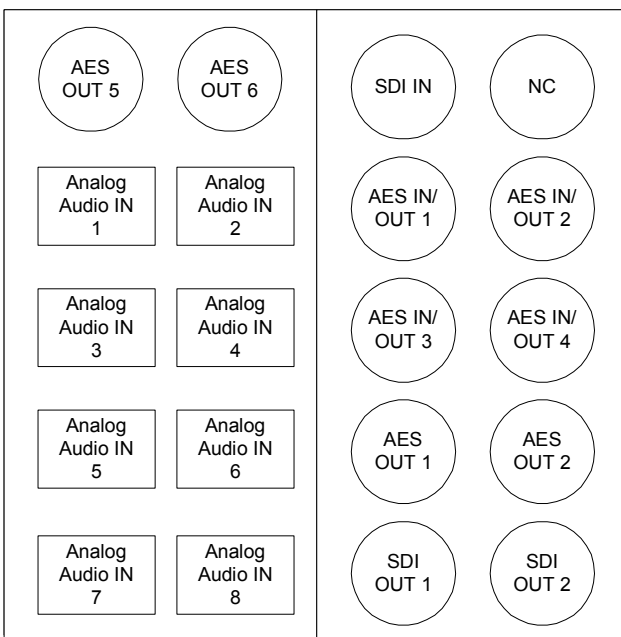 AES
OUT 5
AES
OUT 6
Analog
Audio IN
1
Analog
Audio IN
2
Analog
Audio IN
3
Analog
Audio IN
4
Analog
Audio IN
5
Analog
Audio IN
6
Analog
Audio IN
7
Analog
Audio IN
8
SDI IN
NC
AES IN/
OUT 1
AES IN/
OUT 2
AES IN/
OUT 3
AES IN/
OUT 4
AES
OUT 1
AES
OUT 2
SDI
OUT 1
SDI
OUT 2